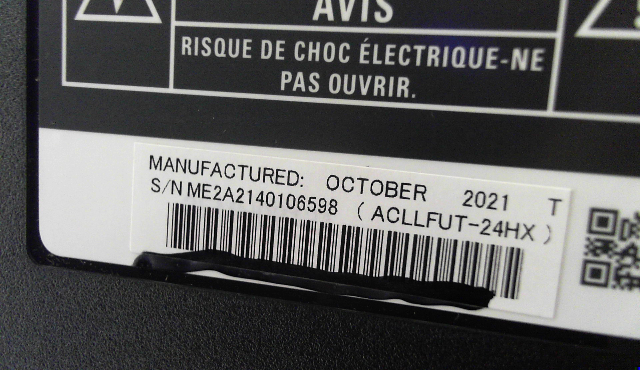 AVIS
RISQUE DE CHOC ÉLECTRIQUE-NE
PAS OUVRIR.
MANUFACTURED: OCTOBER 2021 T
S/N ME2A2140106598 (ACLLFUT-24HX)